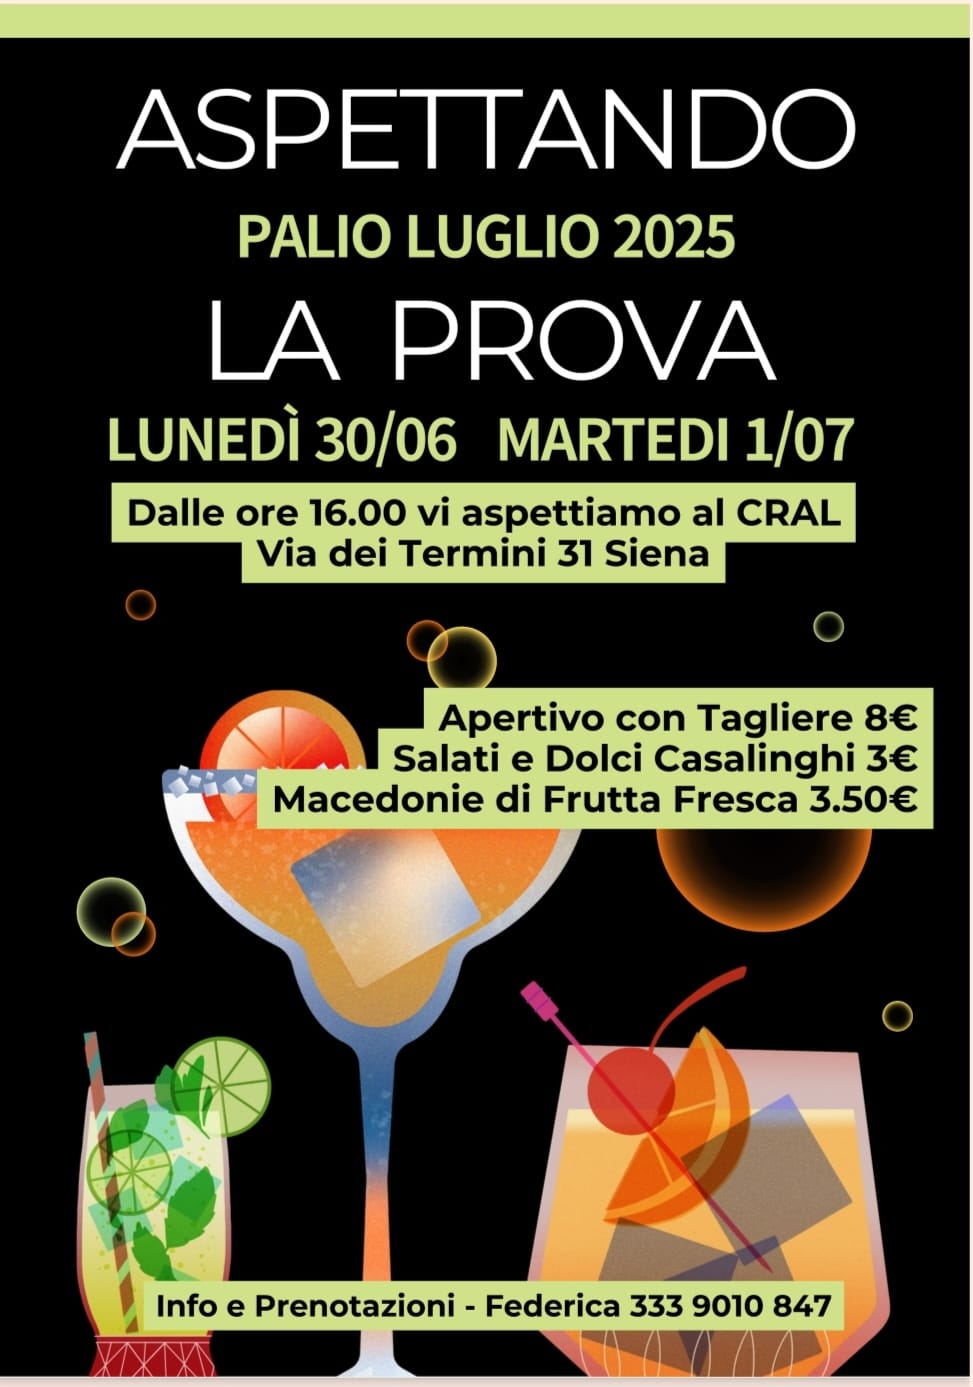 ASPETTANDO
PALIO LUGLIO 2025
LA PROVA
LUNEDÌ 30/06 MARTEDI 1/07
Dalle ore 16.00 vi aspettiamo al CRAL
Via dei Termini 31 Siena
Apertivo con Tagliere 8€
Salati e Dolci Casalinghi 3€
Macedonie di Frutta Fresca 3.50€
Info e Prenotazioni - Federica 333 9010 847